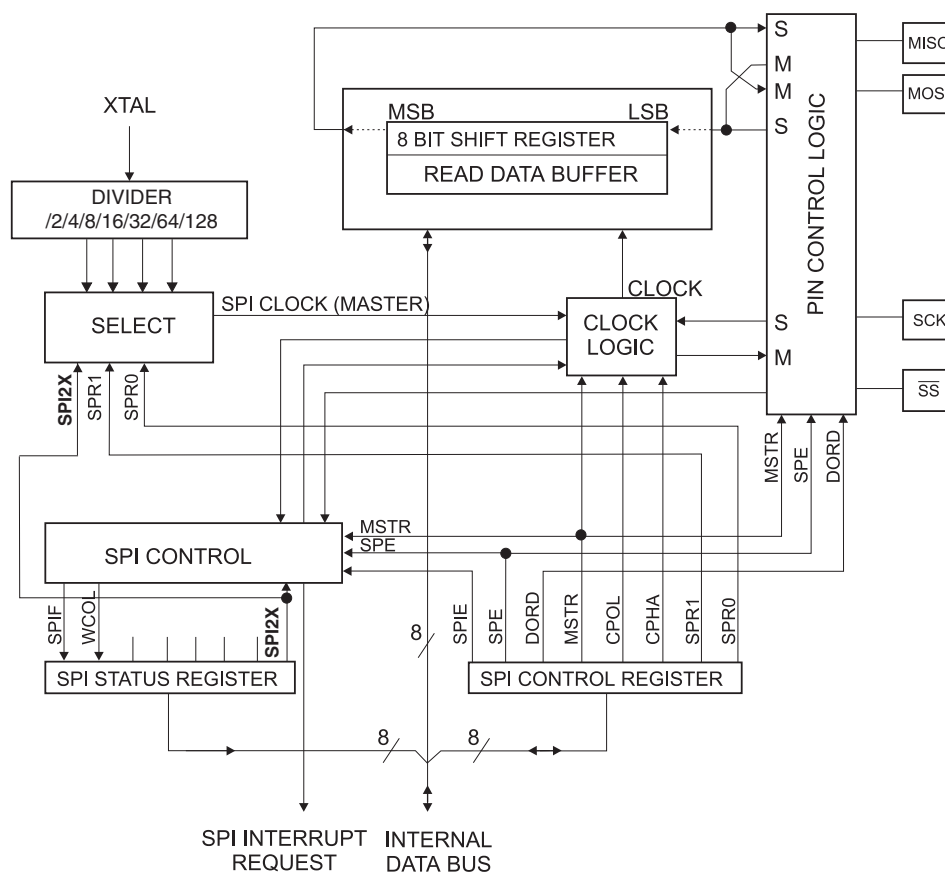 S
MISO
M
XTAL
M
MOSI
MSB
LSB
S
8 BIT SHIFT REGISTER
READ DATA BUFFER
DIVIDER
/2/4/8/16/32/64/128
PIN CONTROL LOGIC
SPI CLOCK (MASTER)
CLOCK
SELECT
CLOCK
LOGIC
S
SCK
M
SS
SPI2X
SPR1
SPR0
MSTR
SPE
DORD
MSTR
SPE
SPI CONTROL
SPIF
WCOL
SPI2X
SPIE
SPE
DORD
MSTR
CPOL
CPHA
SPR1
SPR0
8
SPI STATUS REGISTER
SPI CONTROL REGISTER
8
8
SPI INTERRUPT
REQUEST
INTERNAL
DATA BUS